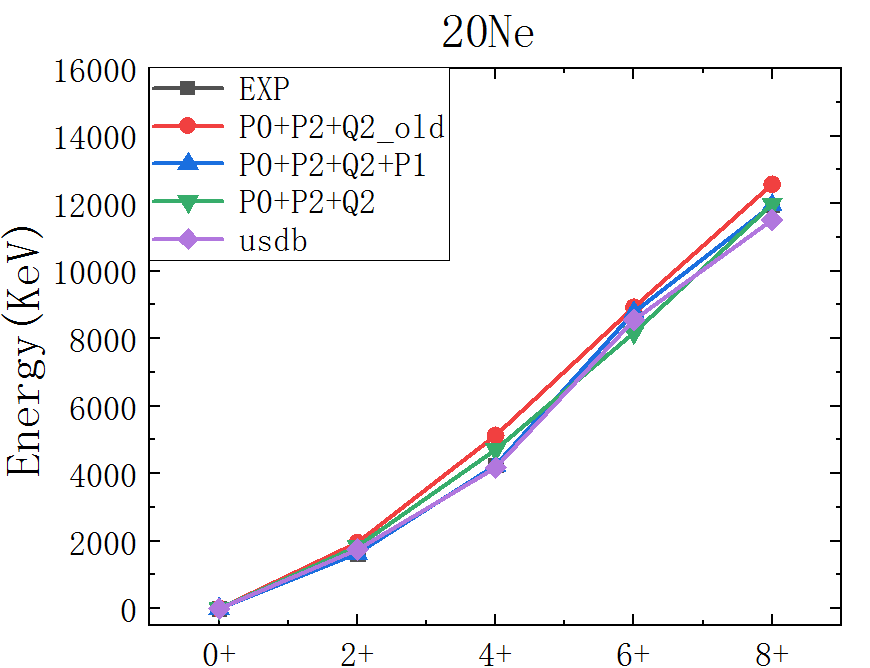 20Ne
EXP
P0+P2+Q2_old
P0+P2+Q2+P1
P0+P2+Q2
usdb
Energy(KeV)
16000
14000
12000
10000
8000
6000
4000
2000
0
0+ 2+ 4+ 6+ 8+